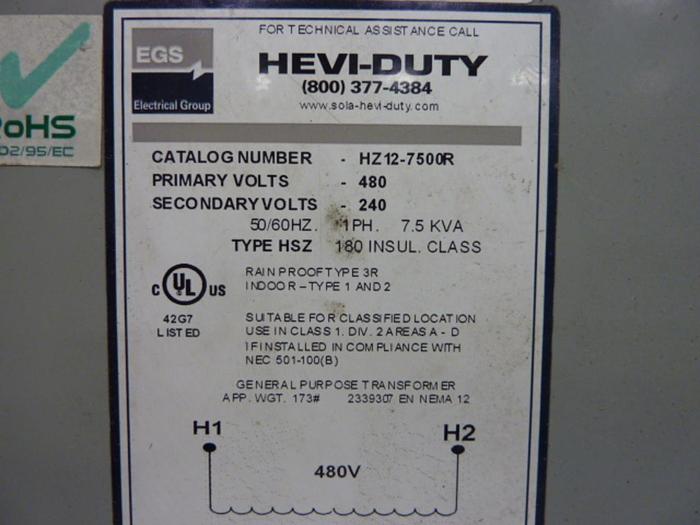 FOR TECHNICAL ASSISTANCE CALL
EGS
Electrical Group
HEVI-DUTY
(800) 377-4384
www.sola-hevi-duty.com
RoHS
02/95/EC
CATALOG NUMBER - HZ12-7500R
PRIMARY VOLTS - 480
SECONDARY VOLTS - 240
50/60HZ. 1PH. 7.5 KVA
TYPE HSZ 180 INSUL. CLASS
C UL US
42G7
LISTED
RAINPROOF TYPE 3R
INDOOR - TYPE 1 AND 2
SUITABLE FOR CLASSIFIED LOCATION
USE IN CLASS 1. DIV. 2 AREAS A - D
IF INSTALLED IN COMPLIANCE WITH
NEC 501-100(B)
GENERAL PURPOSE TRANSFORMER
APP. WGT. 173# 2339307 EN NEMA 12
H1 H2
480V